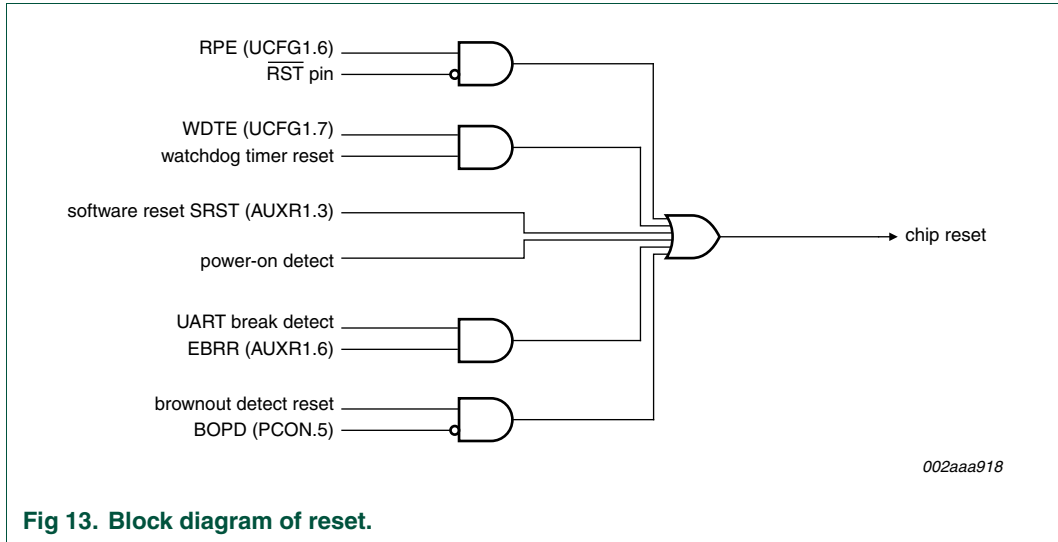 RPE (UCFG1.6)
RST pin
WDTE (UCFG1.7)
watchdog timer reset
software reset SRST (AUXR1.3)
chip reset
power-on detect
UART break detect
EBRR (AUXR1.6)
brownout detect reset
BOPD (PCON.5)
002aaa918
Fig 13. Block diagram of reset.